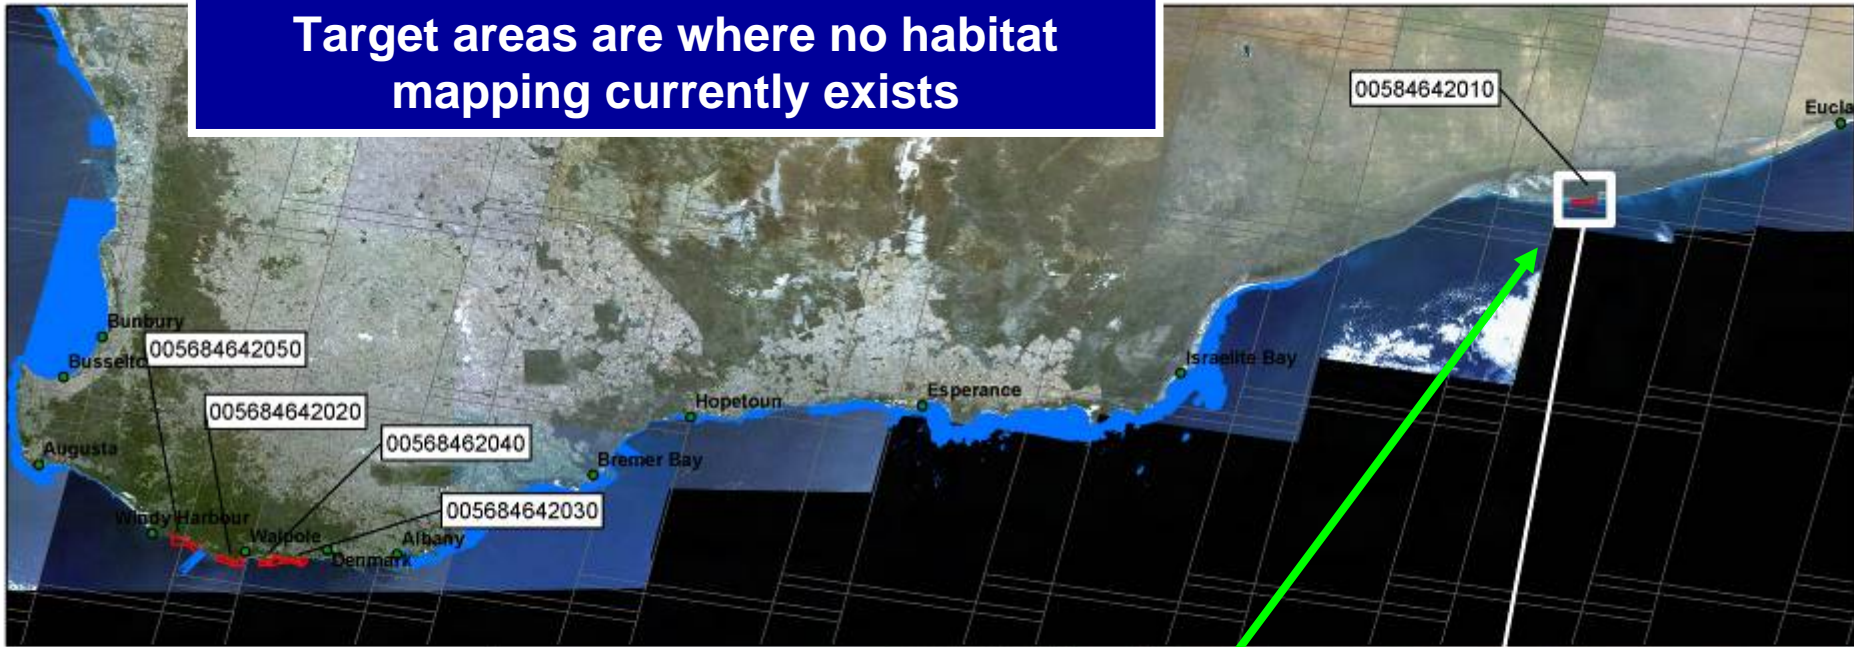 Target areas are where no habitat
mapping currently exists
00584642010
Eucla
Bunbury
005684642050
Busselto
Israelite Bay
Esperance
Hopetoun
005684642020
00568462040
Augusta
Bremer Bay
005684642030
Windy Harbour
Walpole
Albany
Denmark